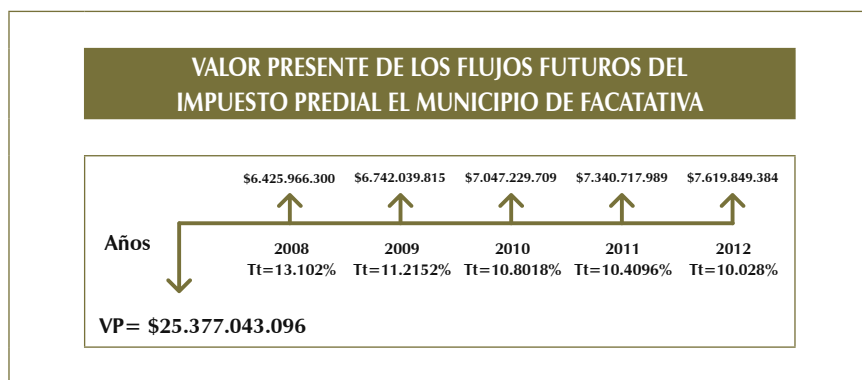 VALOR PRESENTE DE LOS FLUJOS FUTUROS DEL
IMPUESTO PREDIAL EL MUNICIPIO DE FACATATIVA
$6.425.966.300 $6.742.039.815 $7.047.229.709 $7.340.717.989 $7.619.849.384
Años
2008 2009 2010 2011 2012
Tt=13.102% Tt=11.2152% Tt=10.8018% Tt=10.4096% Tt=10.028%
VP= $25.377.043.096